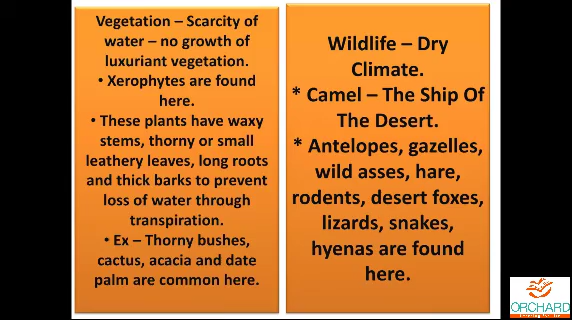 Vegetation – Scarcity of
water – no growth of
luxuriant vegetation.
• Xerophytes are found
here.
• These plants have waxy
stems, thorny or small
leathery leaves, long roots
and thick barks to prevent
loss of water through
transpiration.
• Ex – Thorny bushes,
cactus, acacia and date
palm are common here.
Wildlife – Dry
Climate.
* Camel – The Ship Of
The Desert.
* Antelopes, gazelles,
wild asses, hare,
rodents, desert foxes,
lizards, snakes,
hyenas are found
here.
ORCHARD